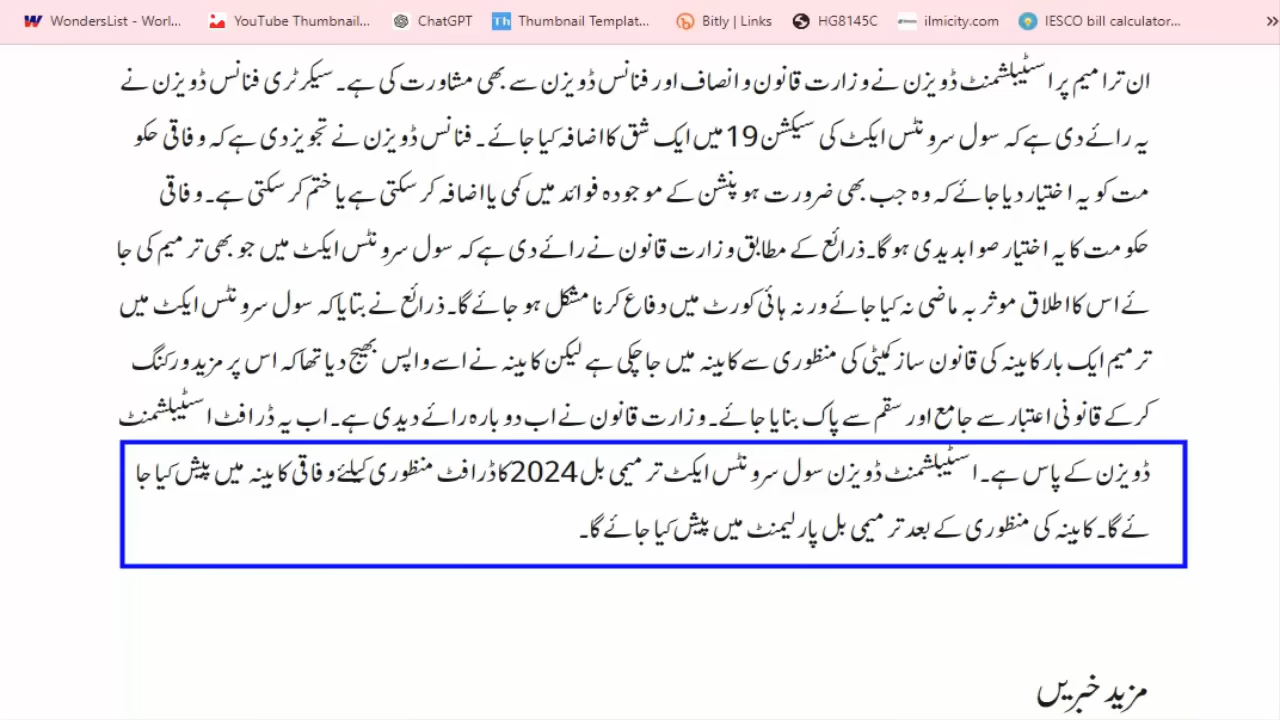 WondersList - Worl...
YouTube Thumbnail...
ChatGPT
Thumbnail Templat...
Bitly | Links
HG8145C
ilmicity.com
IESCO bill calculator...
»
ان ترامیم پر اسٹیبلشمنٹ ڈویزن نے وزارت قانون و انصاف اور فنانس ڈویزن سے بھی مشاورت کی ہے۔ سیکرٹری فنانس ڈویزن نے
یہ رائے دی ہے کہ سول سرونٹس ایکٹ کی سیکشن 19 میں ایک شق کا اضافہ کیا جائے۔ فنانس ڈویزن نے تجویز دی ہے کہ وفاقی حکو
مت کو یہ اختیار دیا جائے کہ وہ جب بھی ضرورت ہو پنشن کے موجودہ فوائد میں کمی یا اضافہ کر سکتی ہے یا ختم کر سکتی ہے۔ وفاقی
حکومت کا یہ اختیار صوابدیدی ہو گا۔ ذرائع کے مطابق وزارت قانون نے رائے دی ہے کہ سول سرونٹس ایکٹ میں جو بھی ترمیم کی جا
ئے اس کا اطلاق موثر بہ ماضی نہ کیا جائے ورنہ ہائی کورٹ میں دفاع کرنا مشکل ہو جائے گا۔ ذرائع نے بتایا کہ سول سرونٹس ایکٹ میں
ترمیم ایک بار کابینہ کی قانون ساز کمیٹی کی منظوری سے کابینہ میں جاچکی ہے لیکن کابینہ نے اسے واپس بھیج دیا تھا کہ اس پر مزید ورکنگ
کرکے قانونی اعتبار سے جامع اور سقم سے پاک بنایا جائے۔ وزارت قانون نے اب دوبارہ رائے دیدی ہے۔ اب یہ ڈرافٹ اسٹیبلشمنٹ
ڈویزن کے پاس ہے۔ اسٹیبلشمنٹ ڈویزن سول سرونٹس ایکٹ ترمیمی بل 2024 کا ڈرافٹ منظوری کیلئے وفاقی کابینہ میں پیش کیا جا
ئے گا۔ کابینہ کی منظوری کے بعد ترمیمی بل پارلیمنٹ میں پیش کیا جائے گا۔
مزید خبریں